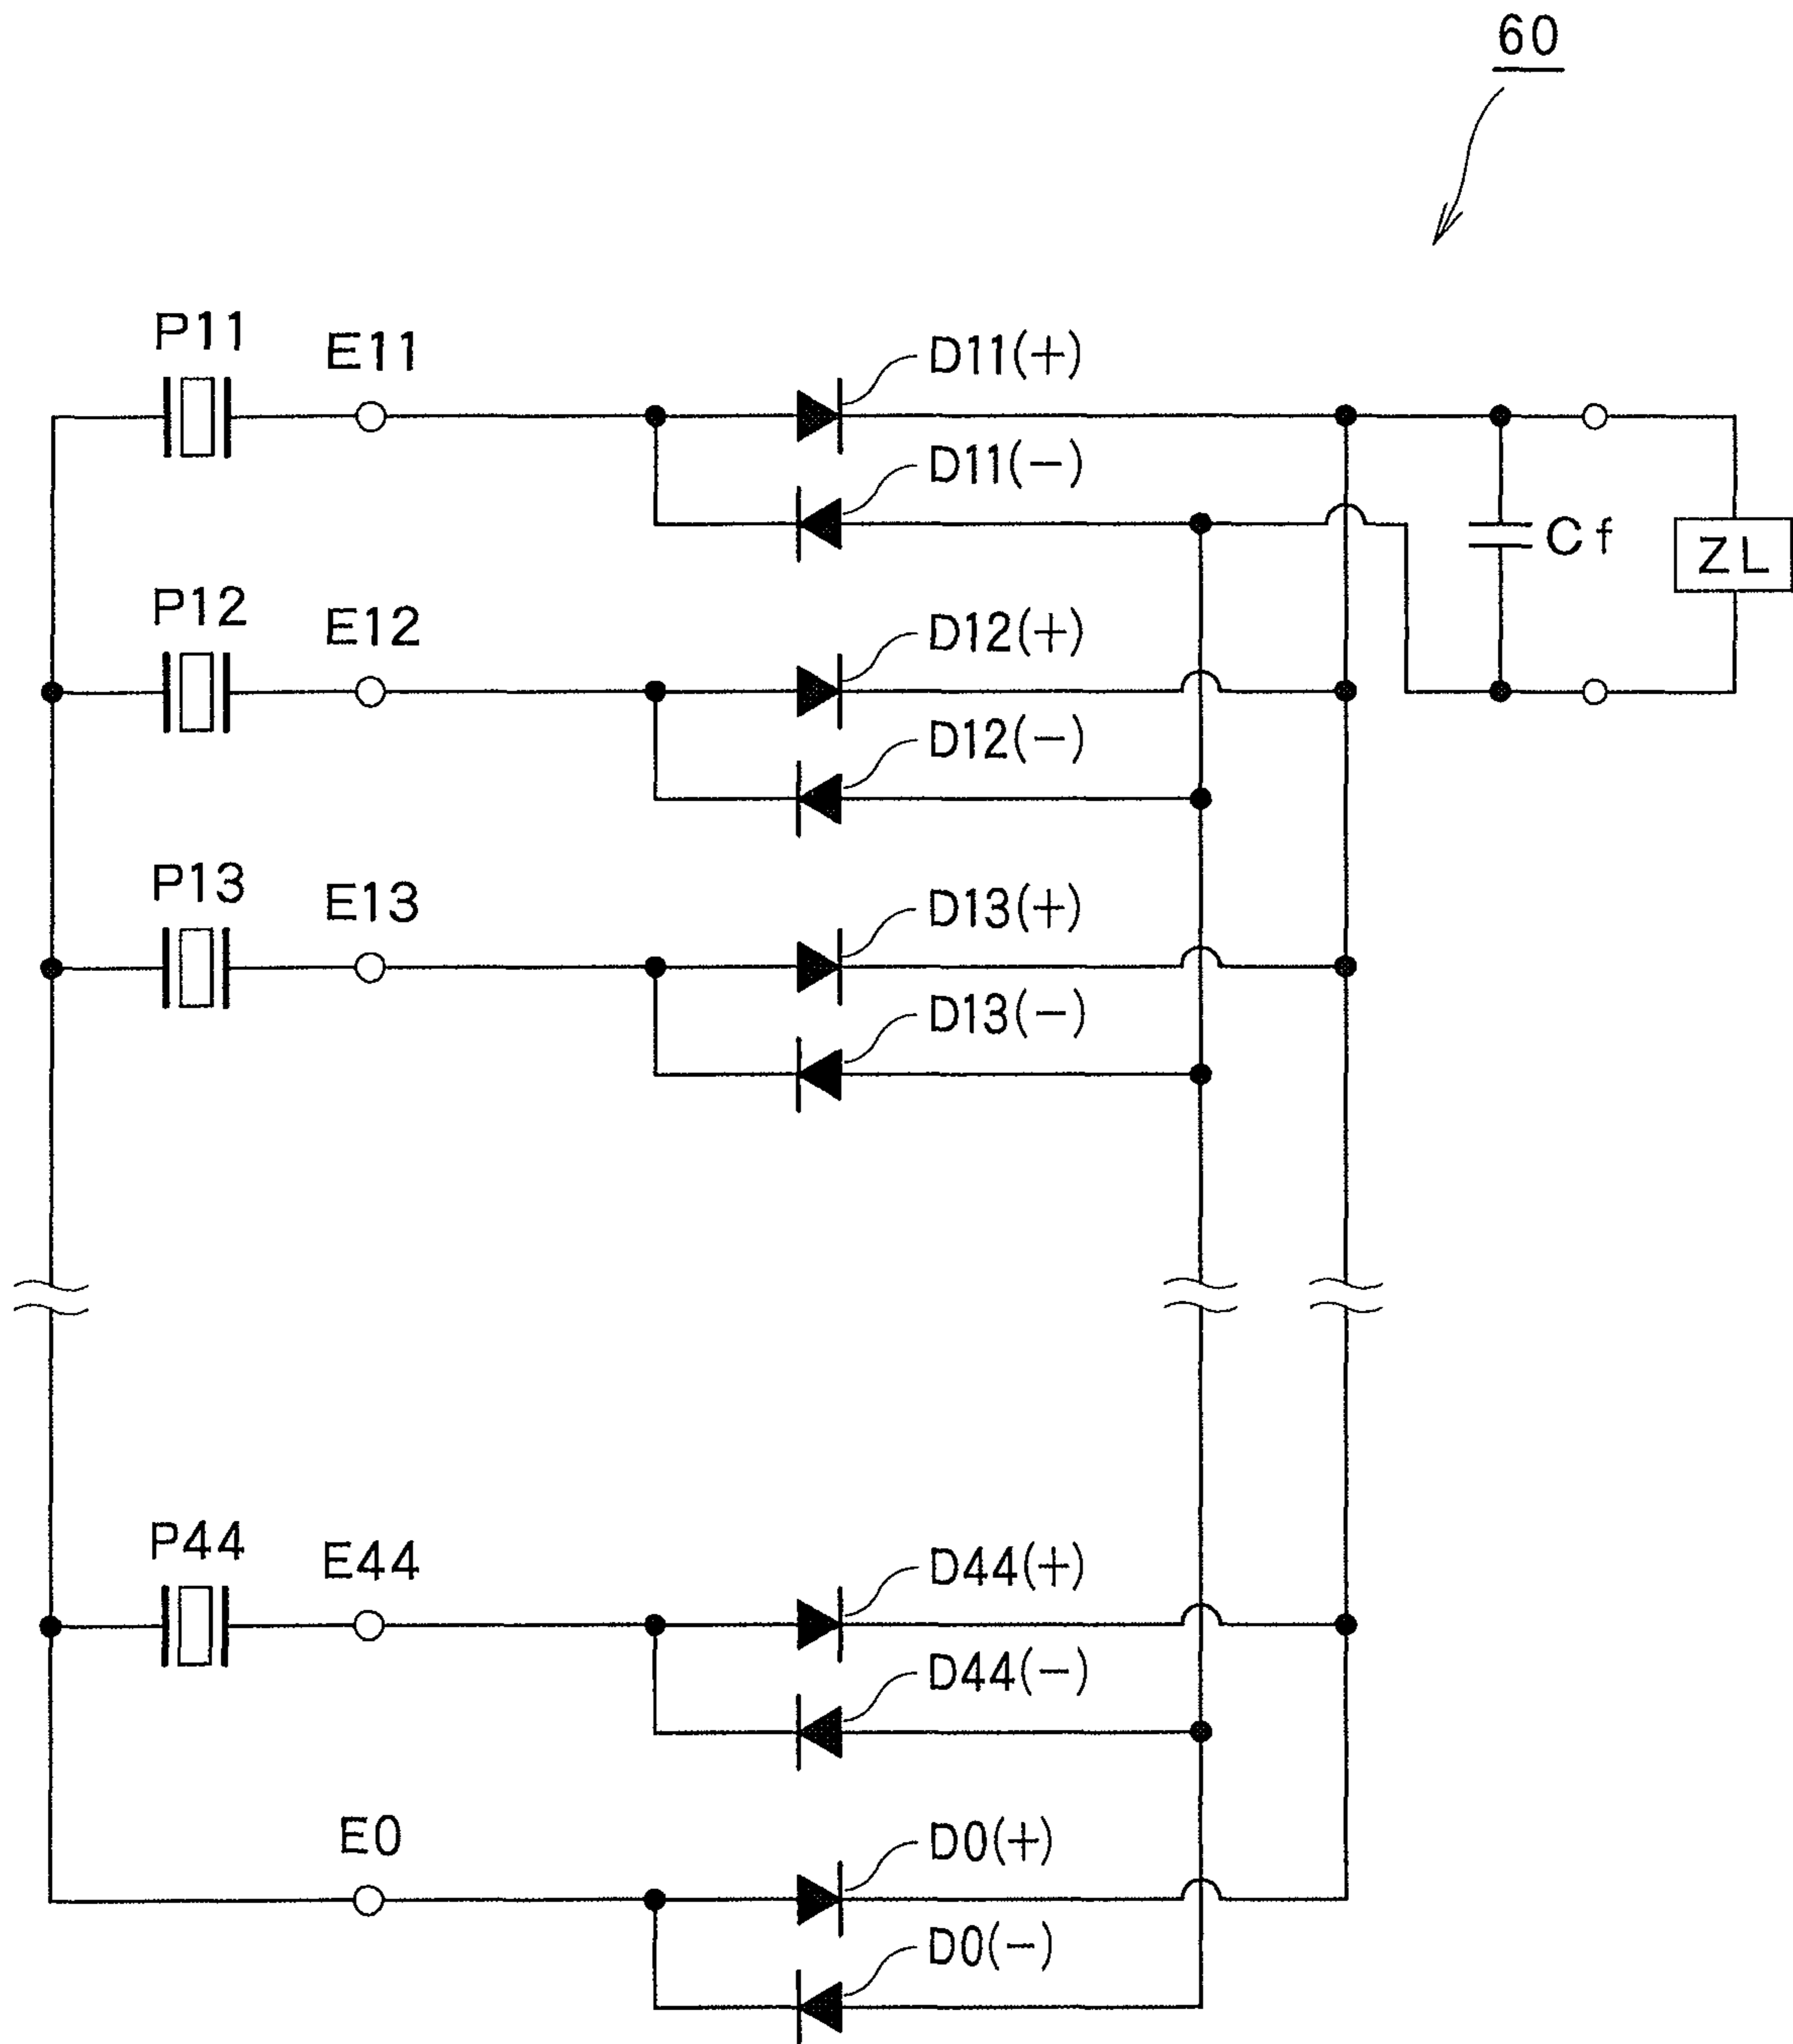 60
P11
E11
D11(+)
D11(-)
Cf
ZL
P12
E12
D12(+)
D12(-)
P13
E13
D13(+)
D13(-)
P44
E44
D44(+)
D44(-)
E0
D0(+)
D0(-)